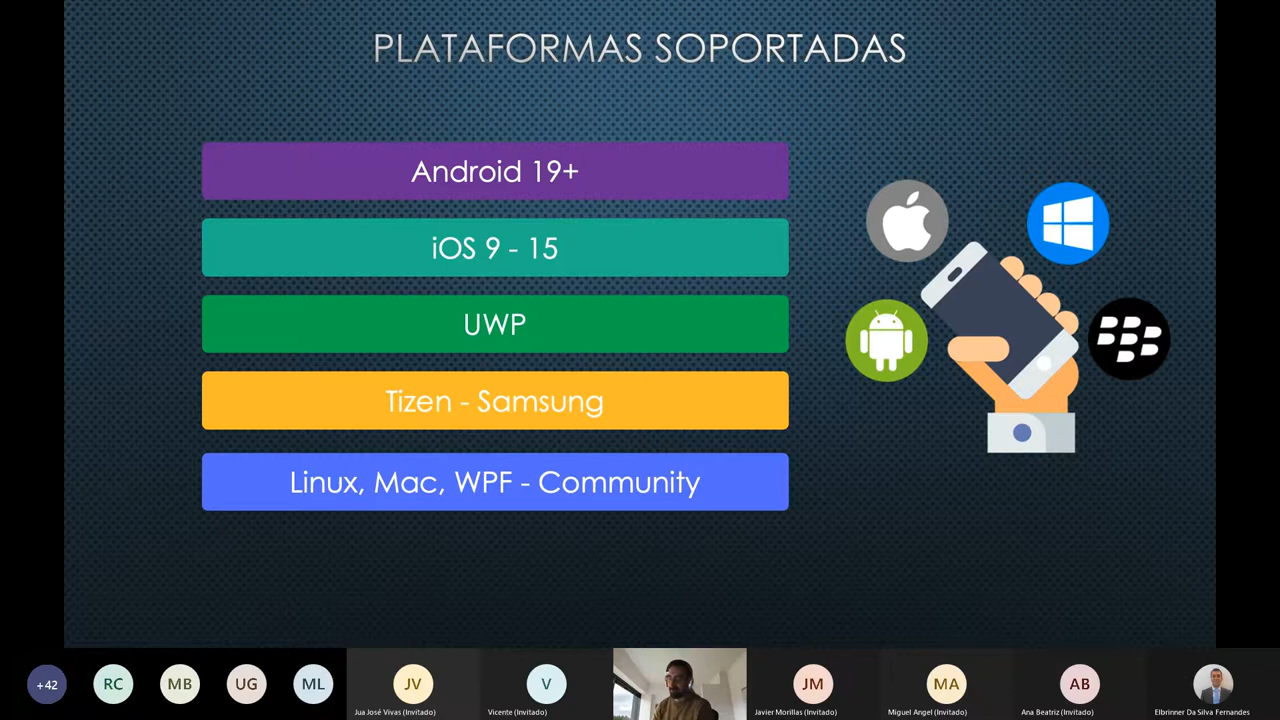 PLATAFORMAS SOPORTADAS
Android 19+
iOS 9 - 15
UWP
Tizen - Samsung
Linux, Mac, WPF - Community
+42
RC
MB
UG
ML
JV
V
JM
MA
AB
Jua José Vivas (Invitado)
Vicente (Invitado)
Javier Morillas (Invitado)
Miguel Angel (Invitado)
Ana Beatriz (Invitado)
Elbrinner Da Silva Fernandes